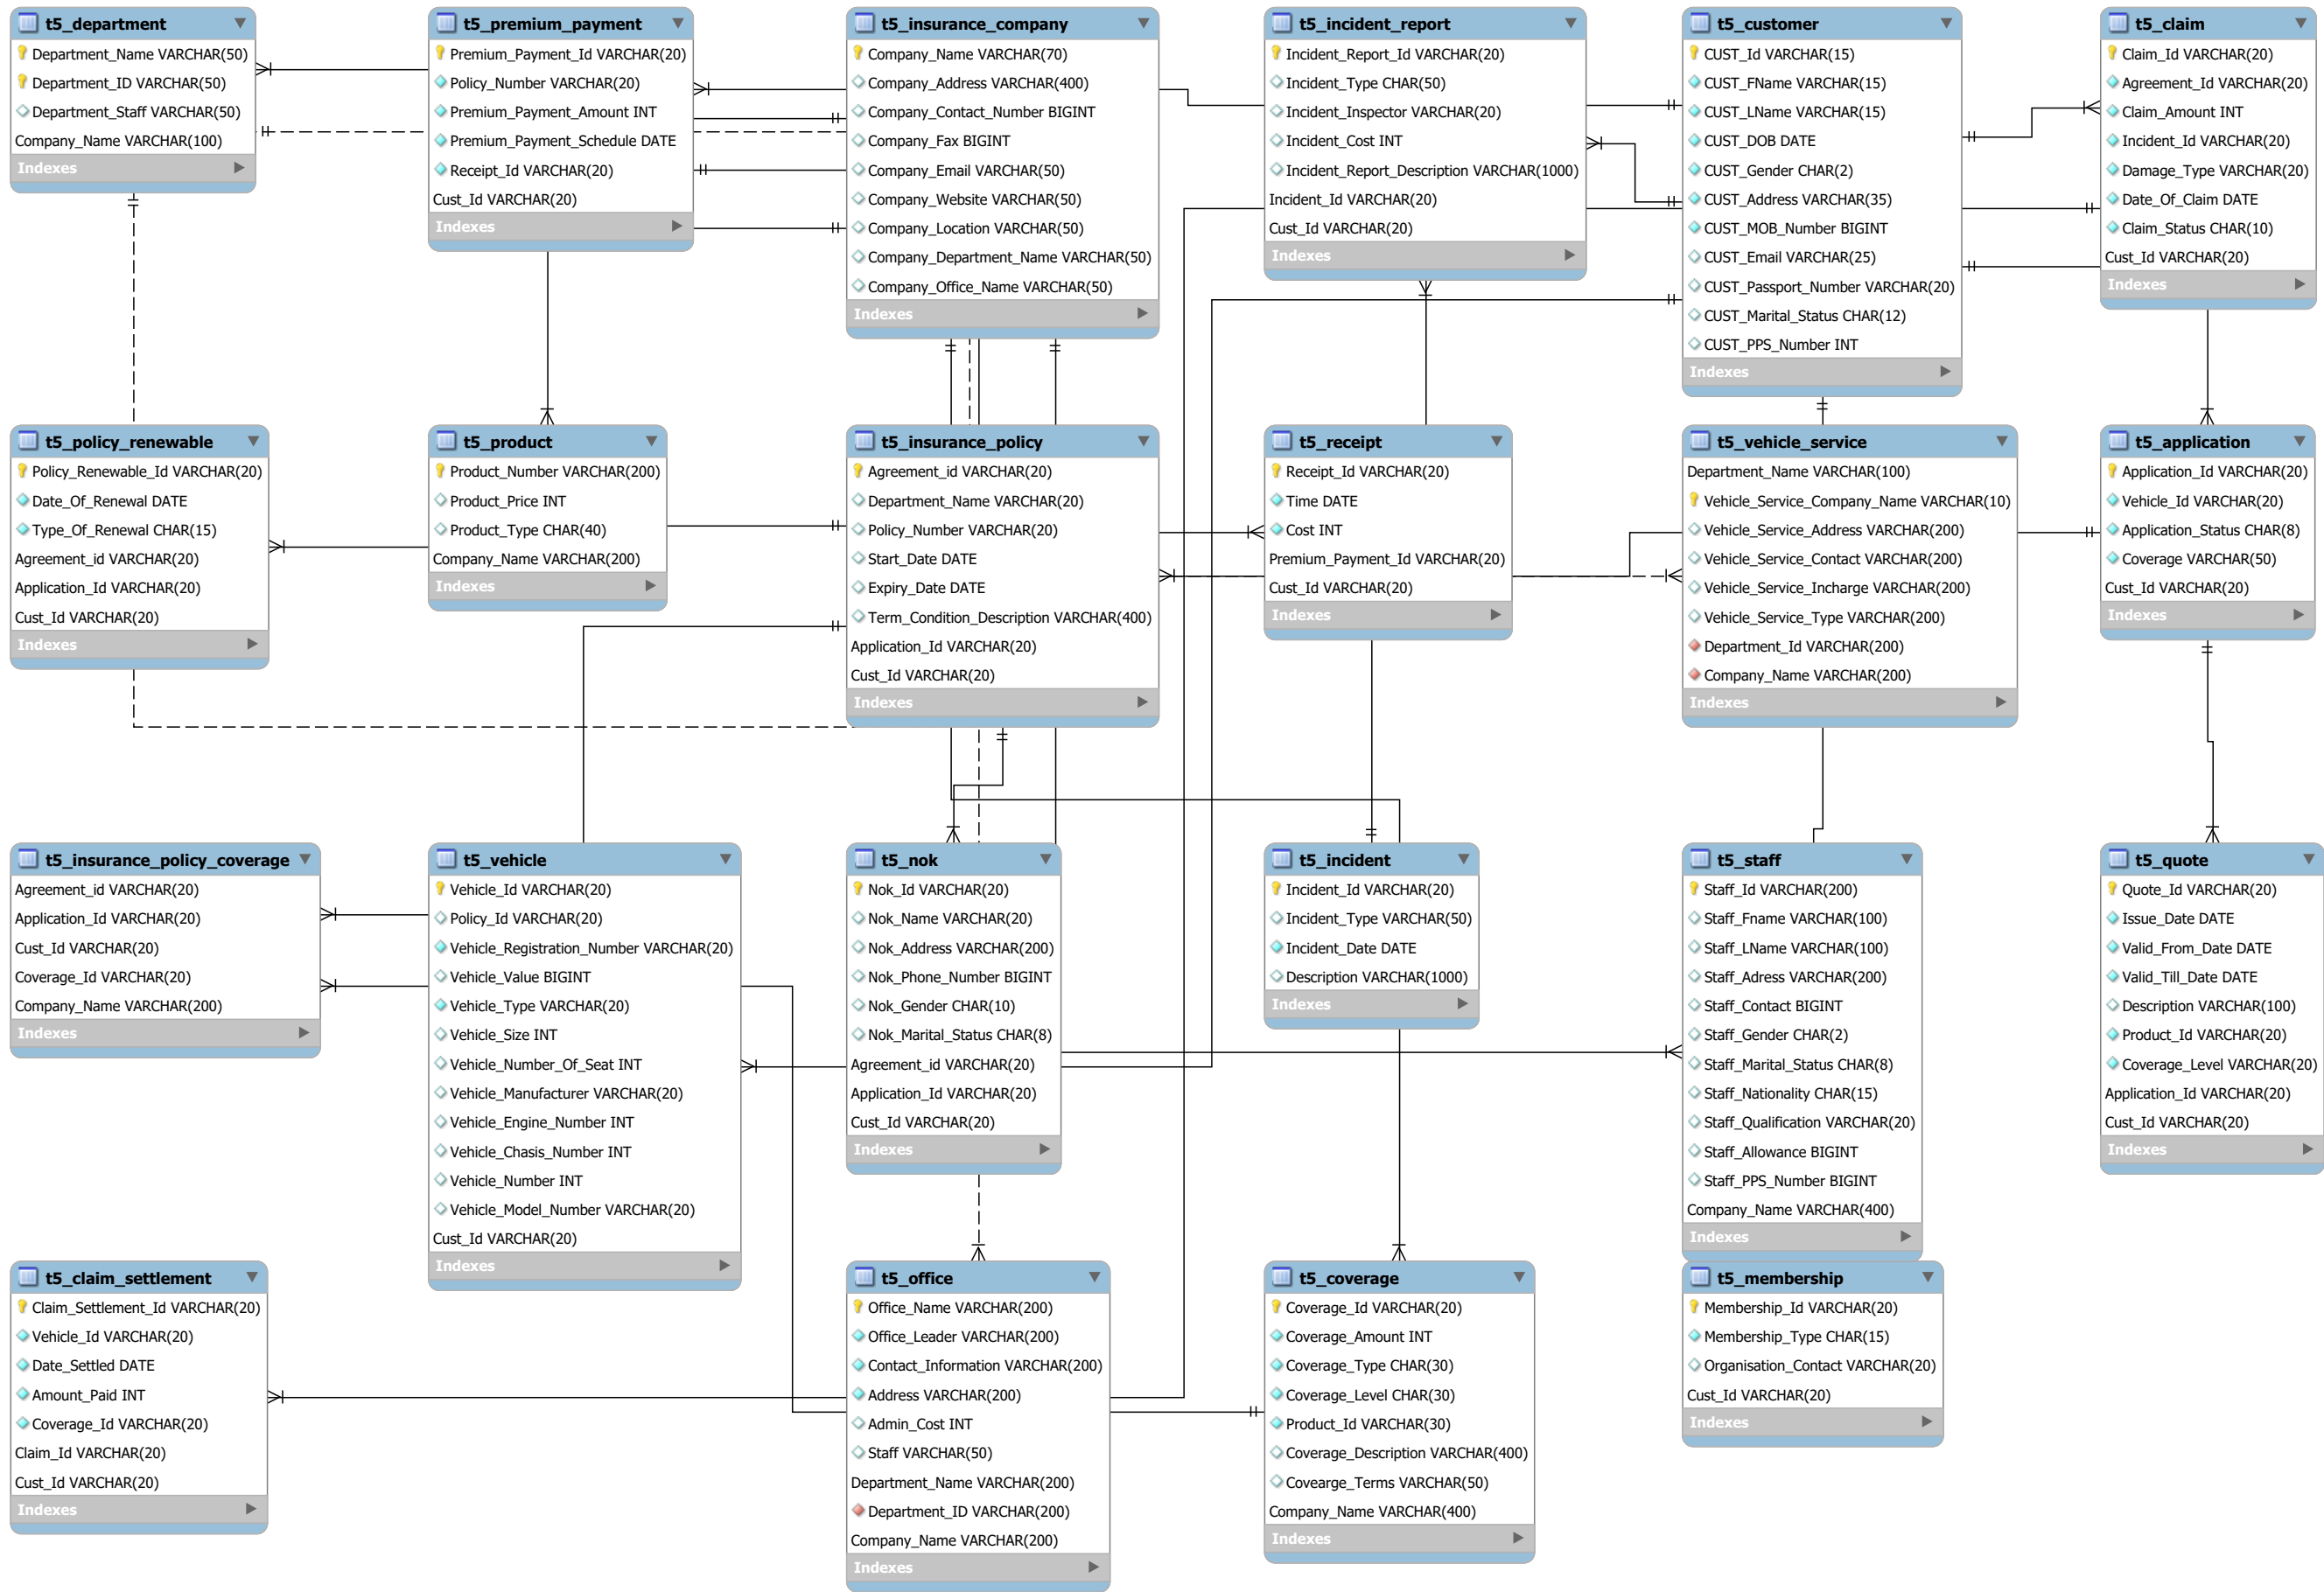 t5_department
Department_Name VARCHAR(50)
Department_ID VARCHAR(50)
Department_Staff VARCHAR(50)
Company_Name VARCHAR(100)
Indexes
t5_premium_payment
Premium_Payment_Id VARCHAR(20)
Policy_Number VARCHAR(20)
Premium_Payment_Amount INT
Premium_Payment_Schedule DATE
Receipt_Id VARCHAR(20)
Cust_Id VARCHAR(20)
Indexes
t5_insurance_company
Company_Name VARCHAR(70)
Company_Address VARCHAR(400)
Company_Contact_Number BIGINT
Company_Fax BIGINT
Company_Email VARCHAR(50)
Company_Website VARCHAR(50)
Company_Location VARCHAR(50)
Company_Department_Name VARCHAR(50)
Company_Office_Name VARCHAR(50)
Indexes
t5_incident_report
Incident_Report_Id VARCHAR(20)
Incident_Type CHAR(50)
Incident_Inspector VARCHAR(20)
Incident_Cost INT
Incident_Report_Description VARCHAR(1000)
Incident_Id VARCHAR(20)
Cust_Id VARCHAR(20)
Indexes
t5_customer
CUST_Id VARCHAR(15)
CUST_FName VARCHAR(15)
CUST_LName VARCHAR(15)
CUST_DOB DATE
CUST_Gender CHAR(2)
CUST_Address VARCHAR(35)
CUST_MOB_Number BIGINT
CUST_Email VARCHAR(25)
CUST_Passport_Number VARCHAR(20)
CUST_Marital_Status CHAR(12)
CUST_PPS_Number INT
Indexes
t5_claim
Claim_Id VARCHAR(20)
Agreement_Id VARCHAR(20)
Claim_Amount INT
Incident_Id VARCHAR(20)
Damage_Type VARCHAR(20)
Date_Of_Claim DATE
Claim_Status CHAR(10)
Cust_Id VARCHAR(20)
Indexes
t5_policy_renewable
Policy_Renewable_Id VARCHAR(20)
Date_Of_Renewal DATE
Type_Of_Renewal CHAR(15)
Agreement_id VARCHAR(20)
Application_Id VARCHAR(20)
Cust_Id VARCHAR(20)
Indexes
t5_product
Product_Number VARCHAR(200)
Product_Price INT
Product_Type CHAR(40)
Company_Name VARCHAR(200)
Indexes
t5_insurance_policy
Agreement_id VARCHAR(20)
Department_Name VARCHAR(20)
Policy_Number VARCHAR(20)
Start_Date DATE
Expiry_Date DATE
Term_Condition_Description VARCHAR(400)
Application_Id VARCHAR(20)
Cust_Id VARCHAR(20)
Indexes
t5_receipt
Receipt_Id VARCHAR(20)
Time DATE
Cost INT
Premium_Payment_Id VARCHAR(20)
Cust_Id VARCHAR(20)
Indexes
t5_vehicle_service
Department_Name VARCHAR(100)
Vehicle_Service_Company_Name VARCHAR(10)
Vehicle_Service_Address VARCHAR(200)
Vehicle_Service_Contact VARCHAR(200)
Vehicle_Service_Incharge VARCHAR(200)
Vehicle_Service_Type VARCHAR(200)
Department_Id VARCHAR(200)
Company_Name VARCHAR(200)
Indexes
t5_application
Application_Id VARCHAR(20)
Vehicle_Id VARCHAR(20)
Application_Status CHAR(8)
Coverage VARCHAR(50)
Cust_Id VARCHAR(20)
Indexes
t5_insurance_policy_coverage
Agreement_id VARCHAR(20)
Application_Id VARCHAR(20)
Cust_Id VARCHAR(20)
Coverage_Id VARCHAR(20)
Company_Name VARCHAR(200)
Indexes
t5_vehicle
Vehicle_Id VARCHAR(20)
Policy_Id VARCHAR(20)
Vehicle_Registration_Number VARCHAR(20)
Vehicle_Value BIGINT
Vehicle_Type VARCHAR(20)
Vehicle_Size INT
Vehicle_Number_Of_Seat INT
Vehicle_Manufacturer VARCHAR(20)
Vehicle_Engine_Number INT
Vehicle_Chasis_Number INT
Vehicle_Number INT
Vehicle_Model_Number VARCHAR(20)
Cust_Id VARCHAR(20)
Indexes
t5_nok
Nok_Id VARCHAR(20)
Nok_Name VARCHAR(20)
Nok_Address VARCHAR(200)
Nok_Phone_Number BIGINT
Nok_Gender CHAR(10)
Nok_Marital_Status CHAR(8)
Agreement_id VARCHAR(20)
Application_Id VARCHAR(20)
Cust_Id VARCHAR(20)
Indexes
t5_incident
Incident_Id VARCHAR(20)
Incident_Type VARCHAR(50)
Incident_Date DATE
Description VARCHAR(1000)
Indexes
t5_staff
Staff_Id VARCHAR(200)
Staff_Fname VARCHAR(100)
Staff_LName VARCHAR(100)
Staff_Adress VARCHAR(200)
Staff_Contact BIGINT
Staff_Gender CHAR(2)
Staff_Marital_Status CHAR(8)
Staff_Nationality CHAR(15)
Staff_Qualification VARCHAR(20)
Staff_Allowance BIGINT
Staff_PPS_Number BIGINT
Company_Name VARCHAR(400)
Indexes
t5_quote
Quote_Id VARCHAR(20)
Issue_Date DATE
Valid_From_Date DATE
Valid_Till_Date DATE
Description VARCHAR(100)
Product_Id VARCHAR(20)
Coverage_Level VARCHAR(20)
Application_Id VARCHAR(20)
Cust_Id VARCHAR(20)
Indexes
t5_claim_settlement
Claim_Settlement_Id VARCHAR(20)
Vehicle_Id VARCHAR(20)
Date_Settled DATE
Amount_Paid INT
Coverage_Id VARCHAR(20)
Claim_Id VARCHAR(20)
Cust_Id VARCHAR(20)
Indexes
t5_office
Office_Name VARCHAR(200)
Office_Leader VARCHAR(200)
Contact_Information VARCHAR(200)
Address VARCHAR(200)
Admin_Cost INT
Staff VARCHAR(50)
Department_Name VARCHAR(200)
Department_ID VARCHAR(200)
Company_Name VARCHAR(200)
Indexes
t5_coverage
Coverage_Id VARCHAR(20)
Coverage_Amount INT
Coverage_Type CHAR(30)
Coverage_Level CHAR(30)
Product_Id VARCHAR(30)
Coverage_Description VARCHAR(400)
Covearge_Terms VARCHAR(50)
Company_Name VARCHAR(400)
Indexes
t5_membership
Membership_Id VARCHAR(20)
Membership_Type CHAR(15)
Organisation_Contact VARCHAR(20)
Cust_Id VARCHAR(20)
Indexes